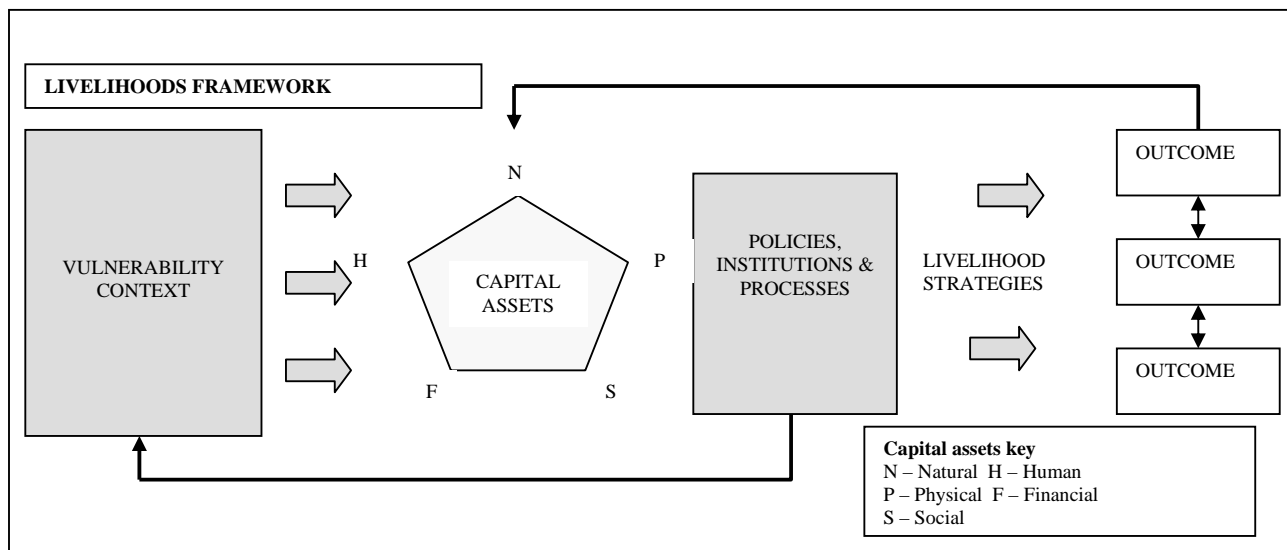 LIVELIHOODS FRAMEWORK
VULNERABILITY
CONTEXT
N
H
P
F
S
CAPITAL
ASSETS
POLICIES,
INSTITUTIONS &
PROCESSES
LIVELIHOOD
STRATEGIES
OUTCOME
OUTCOME
OUTCOME
Capital assets key
N – Natural H – Human
P – Physical F – Financial
S – Social